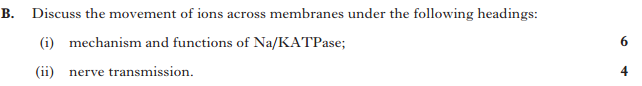 B. Discuss the movement of ions across membranes under the following headings:
(i) mechanism and functions of Na/KATPase; 6
(ii) nerve transmission. 4